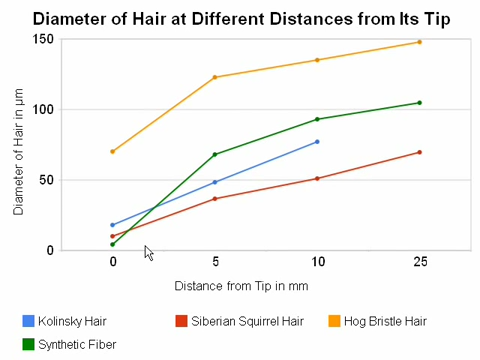 Diameter of Hair at Different Distances from Its Tip
150
100
50
0
Diameter of Hair in µm
0 5 10 25
Distance from Tip in mm
Kolinsky Hair Siberian Squirrel Hair Hog Bristle Hair
Synthetic Fiber